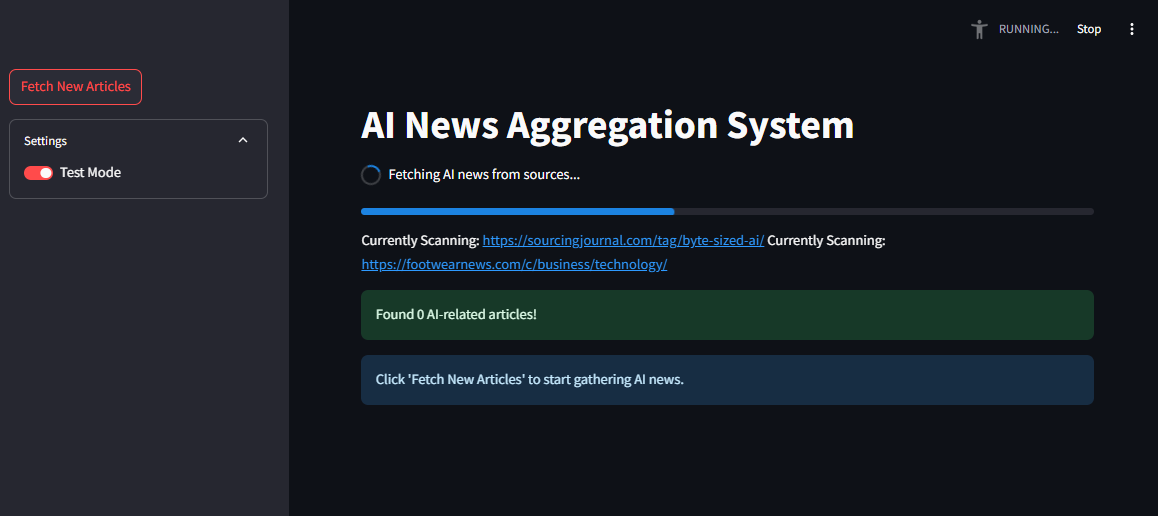 RUNNING...
Stop
Fetch New Articles
Settings
Test Mode
AI News Aggregation System
Fetching AI news from sources...
Currently Scanning: https://sourcingjournal.com/tag/byte-sized-ai/ Currently Scanning:
https://footwearnews.com/c/business/technology/
Found 0 AI-related articles!
Click 'Fetch New Articles' to start gathering AI news.